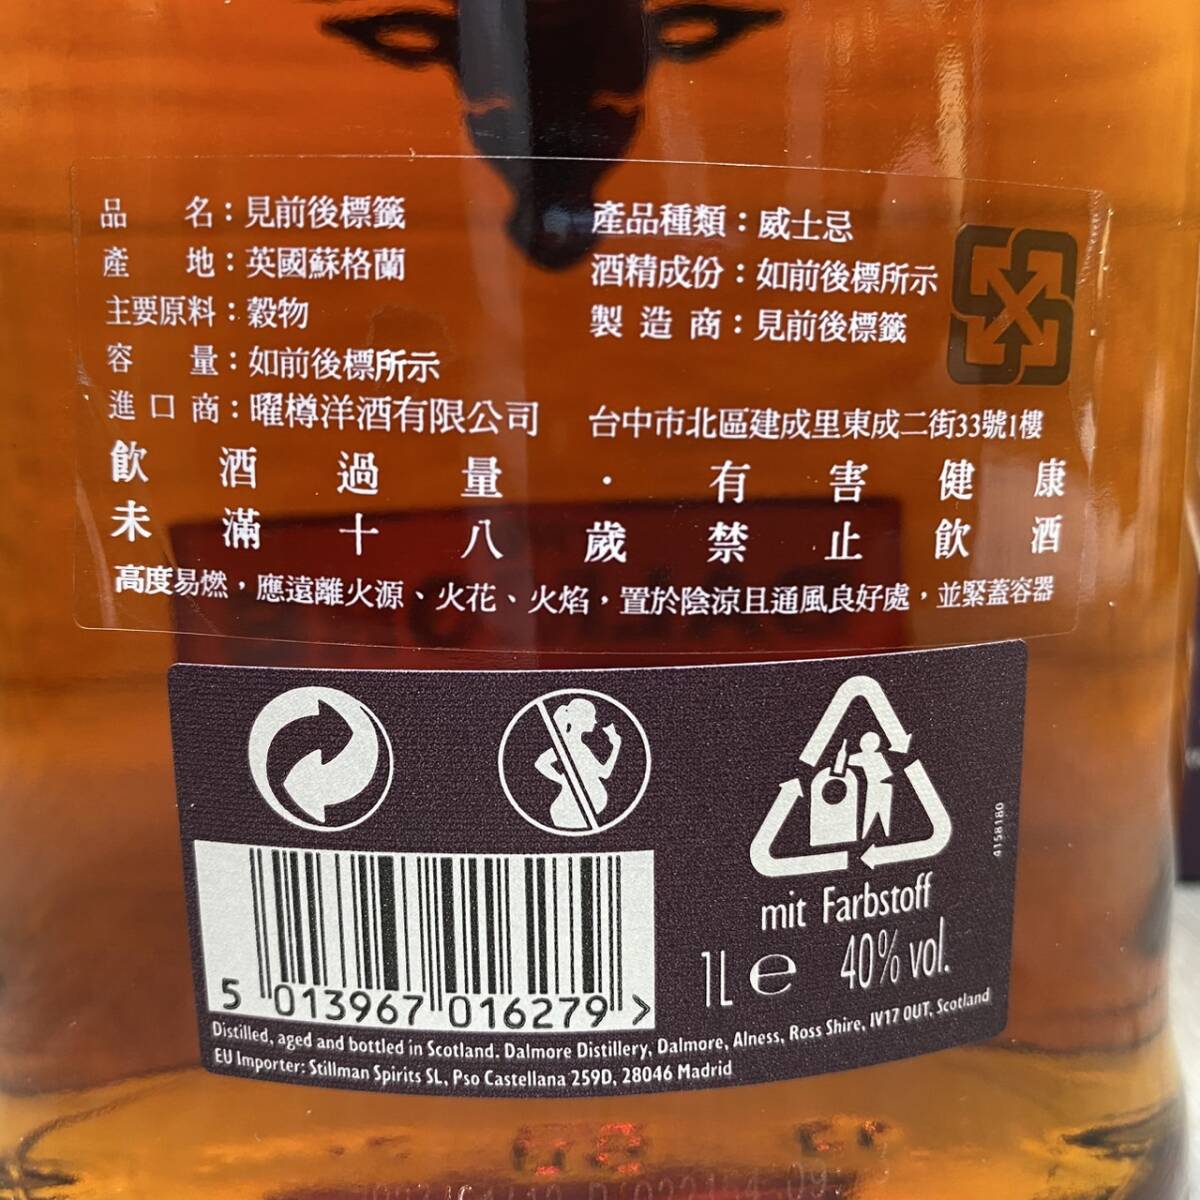 品名：見前後標籤
產地：英國蘇格蘭
主要原料：穀物
容量：如前後標所示
進口商：曜樽洋酒有限公司
產品種類：威士忌
酒精成份：如前後標所示
製造商：見前後標籤
台中市北區建成里東成二街33號1樓
飲酒過量．有害健康
未滿十八歲禁止飲酒
高度易燃，應遠離火源、火花、火焰，置於陰涼且通風良好處，並緊蓋容器
4158180
mit Farbstoff
1L e 40% vol.
5 013967 016279 >
Distilled, aged and bottled in Scotland. Dalmore Distillery, Dalmore, Alness, Ross Shire, IV17 0UT, Scotland
EU Importer: Stillman Spirits SL, Pso Castellana 259D, 28046 Madrid